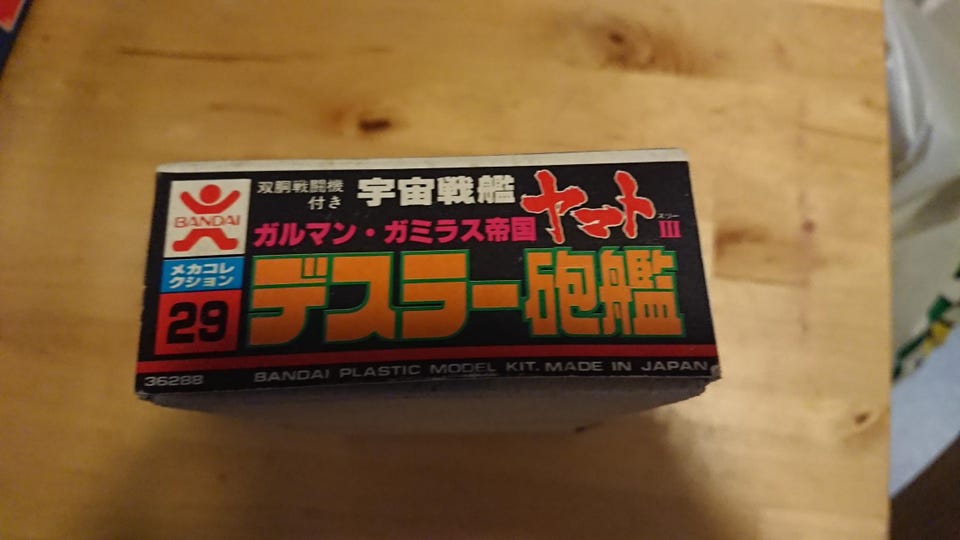 BANDAI
メカコレ
クション
29
双胴戦闘機
付き
宇宙戦艦
ヤマト
スリー
III
ガルマン・ガミラス帝国
デスラー砲艦
36288
BANDAI PLASTIC MODEL KIT. MADE IN JAPAN